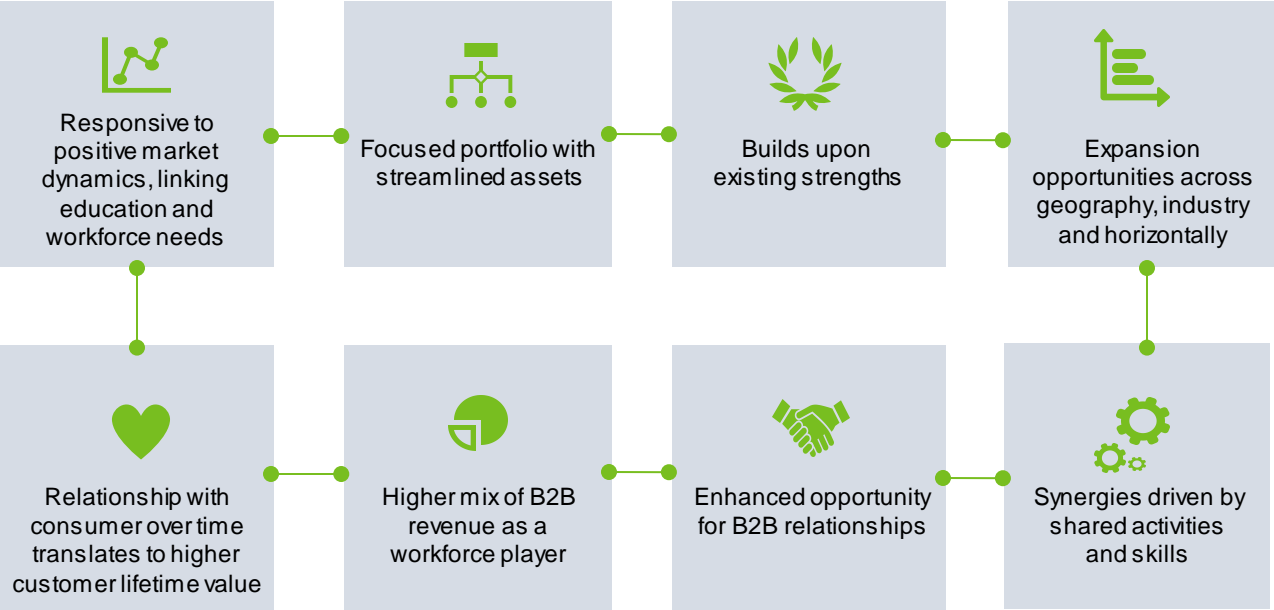 Responsive to
positive market
dynamics, linking
education and
workforce needs
Focused portfolio with
streamlined assets
Builds upon
existing strengths
Expansion
opportunities across
geography, industry
and horizontally
Relationship with
consumer over time
translates to higher
customer lifetime value
Higher mix of B2B
revenue as a
workforce player
Enhanced opportunity
for B2B relationships
Synergies driven by
shared activities
and skills